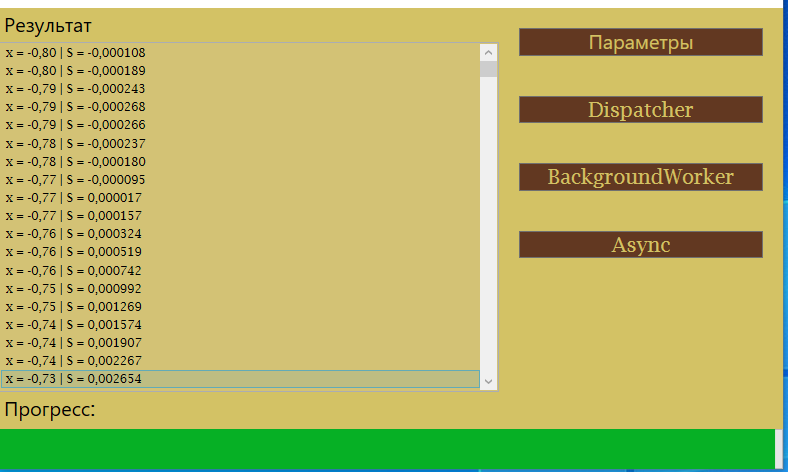 Результат
x = -0,80 | S = -0,000108
x = -0,80 | S = -0,000189
x = -0,79 | S = -0,000243
x = -0,79 | S = -0,000268
x = -0,79 | S = -0,000266
x = -0,78 | S = -0,000237
x = -0,78 | S = -0,000180
x = -0,77 | S = -0,000095
x = -0,77 | S = 0,000017
x = -0,77 | S = 0,000157
x = -0,76 | S = 0,000324
x = -0,76 | S = 0,000519
x = -0,76 | S = 0,000742
x = -0,75 | S = 0,000992
x = -0,75 | S = 0,001269
x = -0,74 | S = 0,001574
x = -0,74 | S = 0,001907
x = -0,74 | S = 0,002267
x = -0,73 | S = 0,002654
Параметры
Dispatcher
BackgroundWorker
Async
Прогресс: